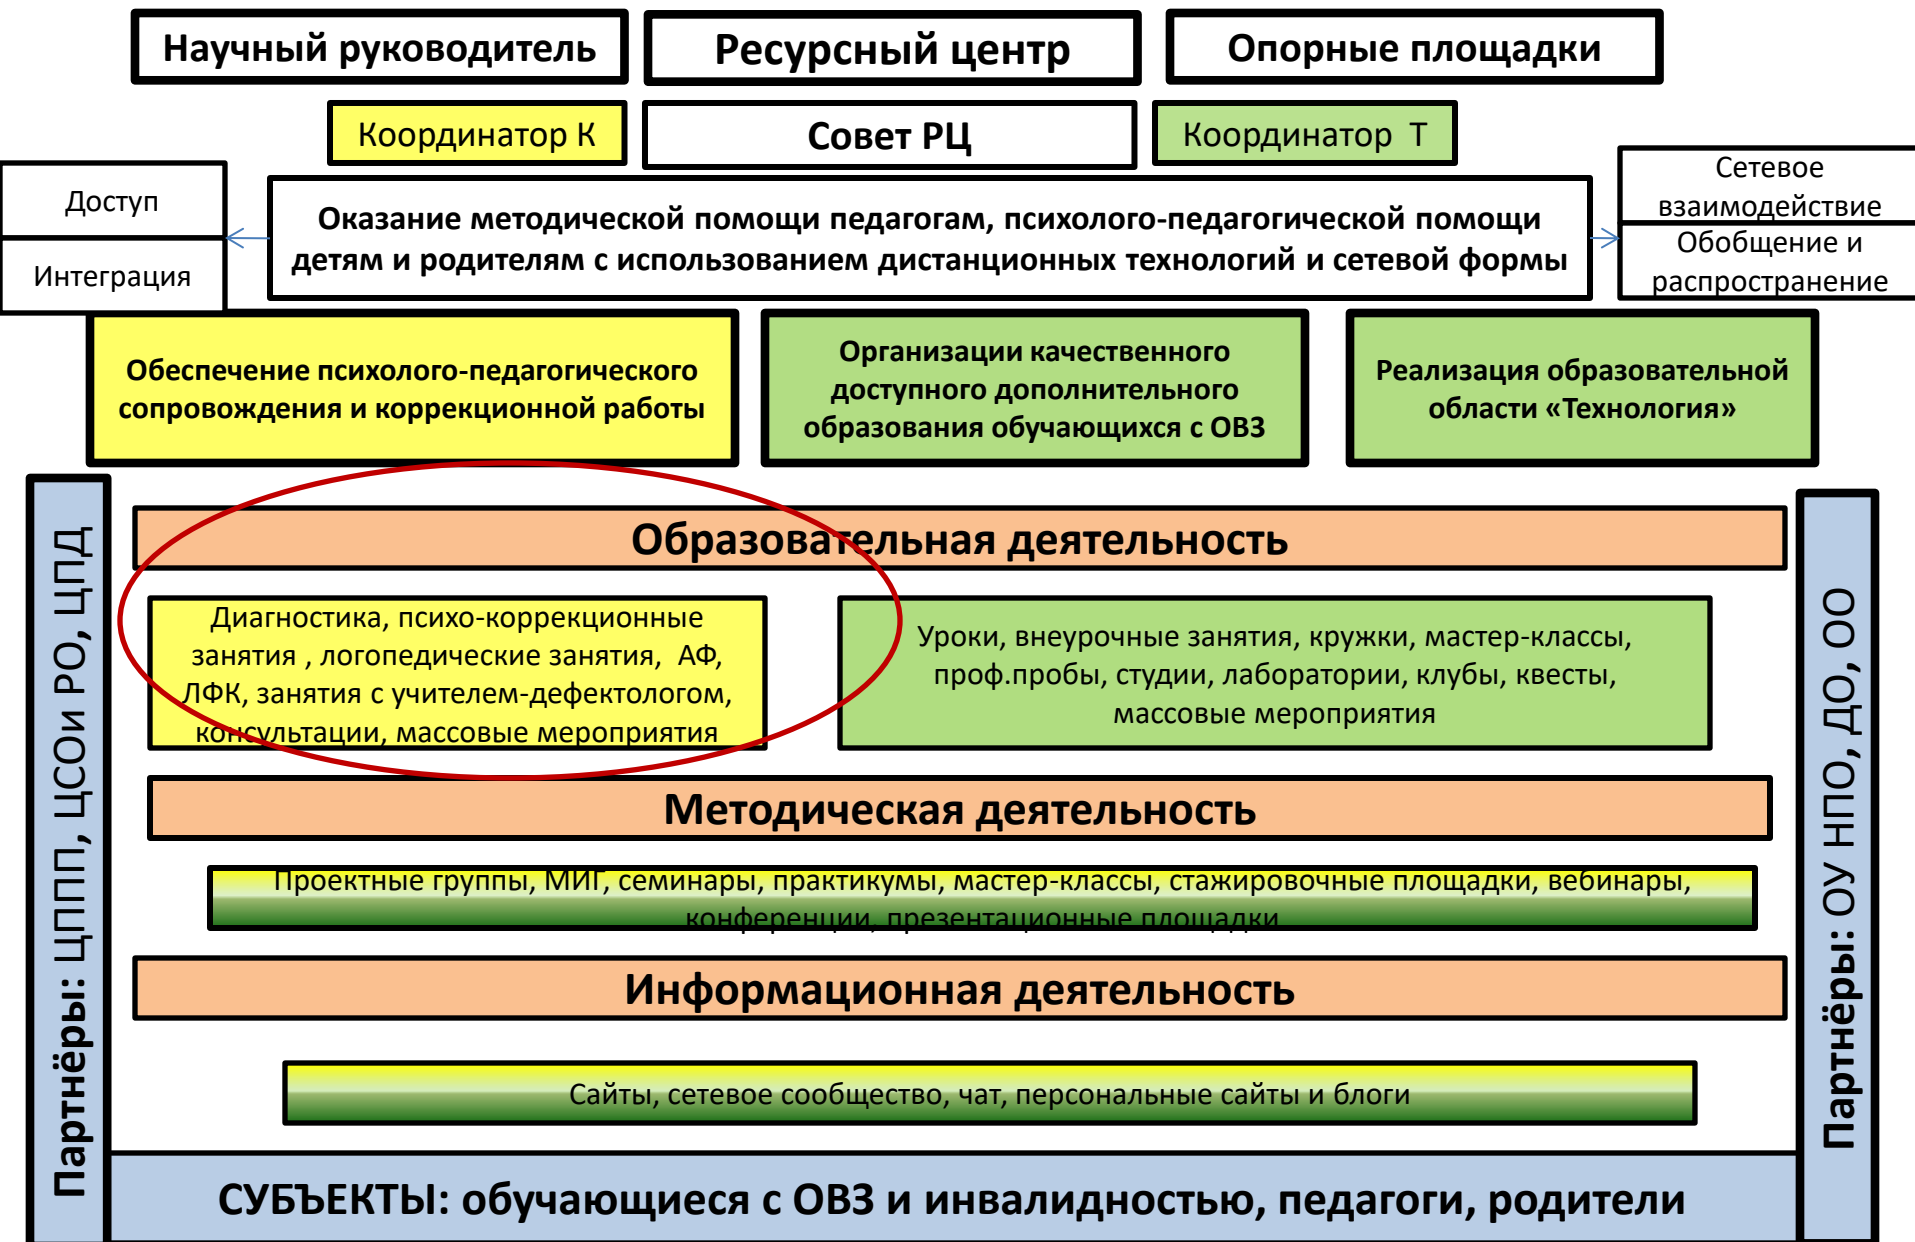 Научный руководитель
Ресурсный центр
Опорные площадки
Координатор К
Совет РЦ
Координатор Т
Доступ
Интеграция
Оказание методической помощи педагогам, психолого-педагогической помощи
детям и родителям с использованием дистанционных технологий и сетевой формы
Сетевое
взаимодействие
Обобщение и
распространение
Обеспечение психолого-педагогического
сопровождения и коррекционной работы
Организации качественного
доступного дополнительного
образования обучающихся с ОВЗ
Реализация образовательной
области «Технология»
Партнёры: ЦППП, ЦСОи РО, ЦПД
Образовательная деятельность
Диагностика, психо-коррекционные
занятия , логопедические занятия, АФ,
ЛФК, занятия с учителем-дефектологом,
консультации, массовые мероприятия
Уроки, внеурочные занятия, кружки, мастер-классы,
проф.пробы, студии, лаборатории, клубы, квесты,
массовые мероприятия
Методическая деятельность
Проектные группы, МИГ, семинары, практикумы, мастер-классы, стажировочные площадки, вебинары,
конференции, презентационные площадки
Информационная деятельность
Сайты, сетевое сообщество, чат, персональные сайты и блоги
Партнёры: ОУ НПО, ДО, ОО
СУБЪЕКТЫ: обучающиеся с ОВЗ и инвалидностью, педагоги, родители